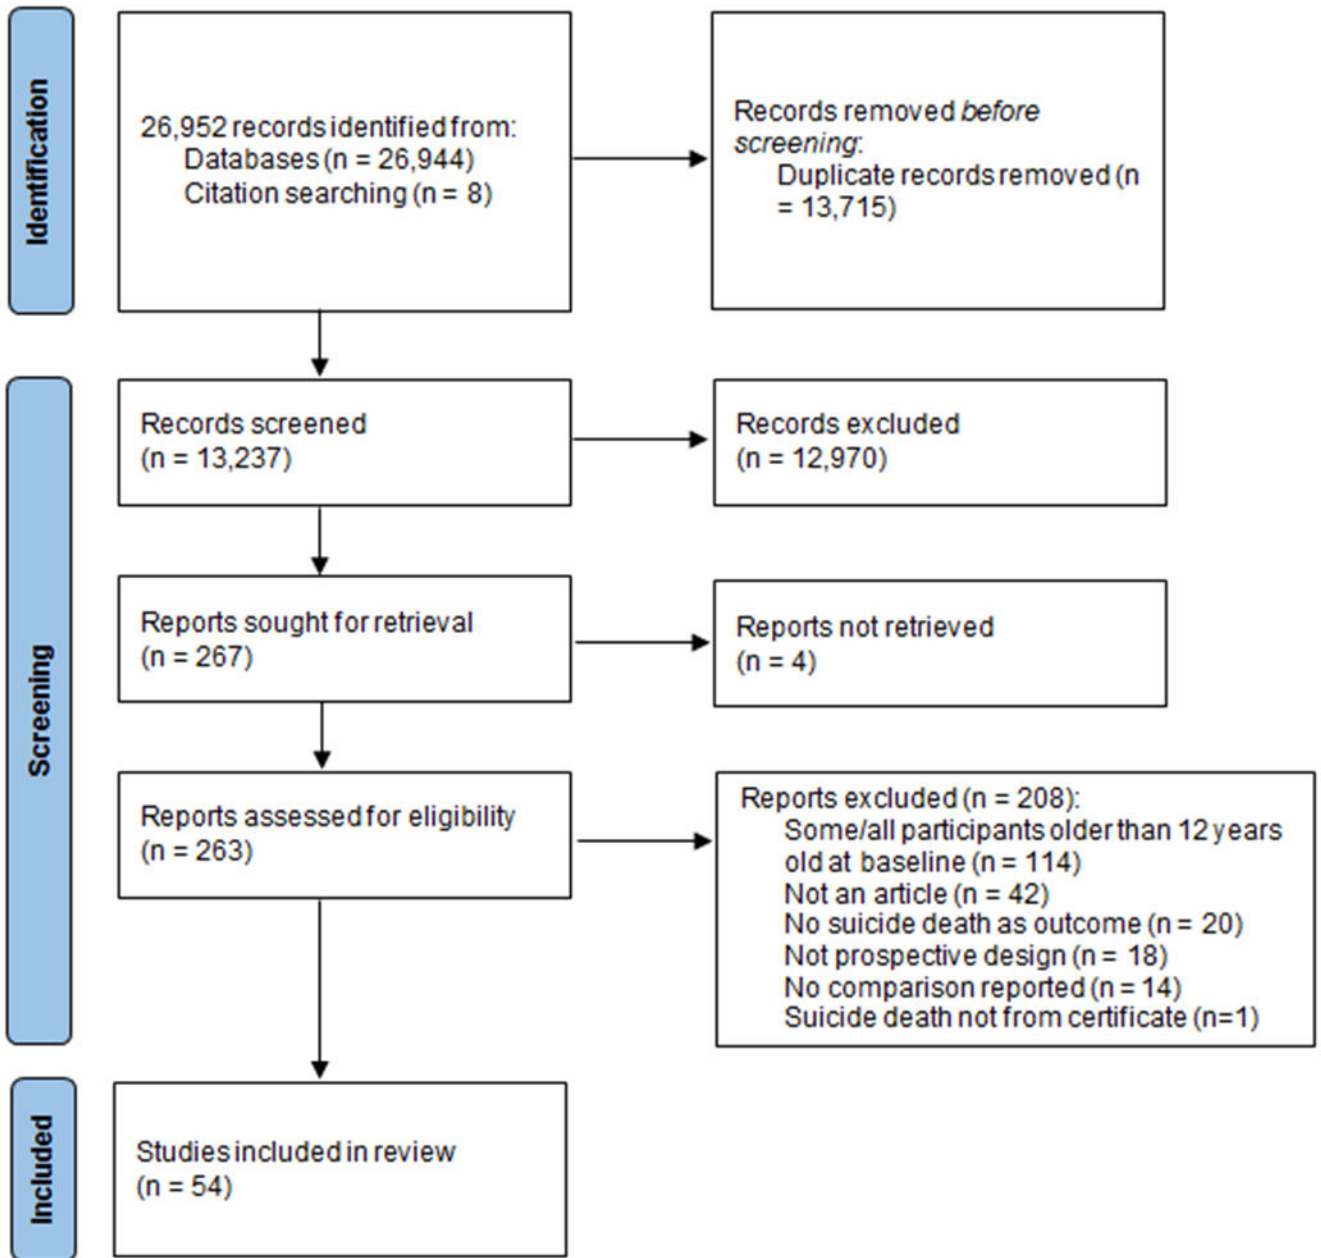 Identification
26,952 records identified from:
Databases (n = 26,944)
Citation searching (n = 8)
Records removed before
screening:
Duplicate records removed (n
= 13,715)
Screening
Records screened
(n = 13,237)
Records excluded
(n = 12,970)
Reports sought for retrieval
(n = 267)
Reports not retrieved
(n = 4)
Reports assessed for eligibility
(n = 263)
Reports excluded (n = 208):
Some/all participants older than 12 years
old at baseline (n = 114)
Not an article (n = 42)
No suicide death as outcome (n = 20)
Not prospective design (n = 18)
No comparison reported (n = 14)
Suicide death not from certificate (n=1)
Included
Studies included in review
(n = 54)